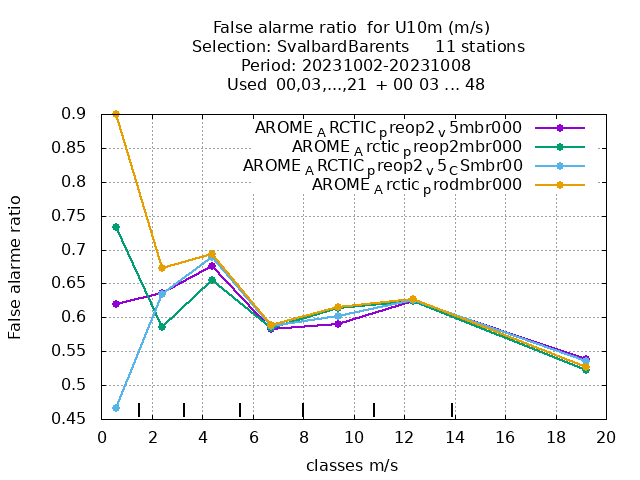 False alarme ratio for U10m (m/s)
Selection: SvalbardBarents 11 stations
Period: 20231002-20231008
Used 00,03,...,21 + 00 03 ... 48
AROME_ARCTIC_preop2_v5mbr000
AROME_Arctic_preop2mbr000
AROME_ARCTIC_preop2_v5_CSmbr00
AROME_Arctic_prodmbr000
False alarme ratio
0.9
0.85
0.8
0.75
0.7
0.65
0.6
0.55
0.5
0.45
0 2 4 6 8 10 12 14 16 18 20
classes m/s